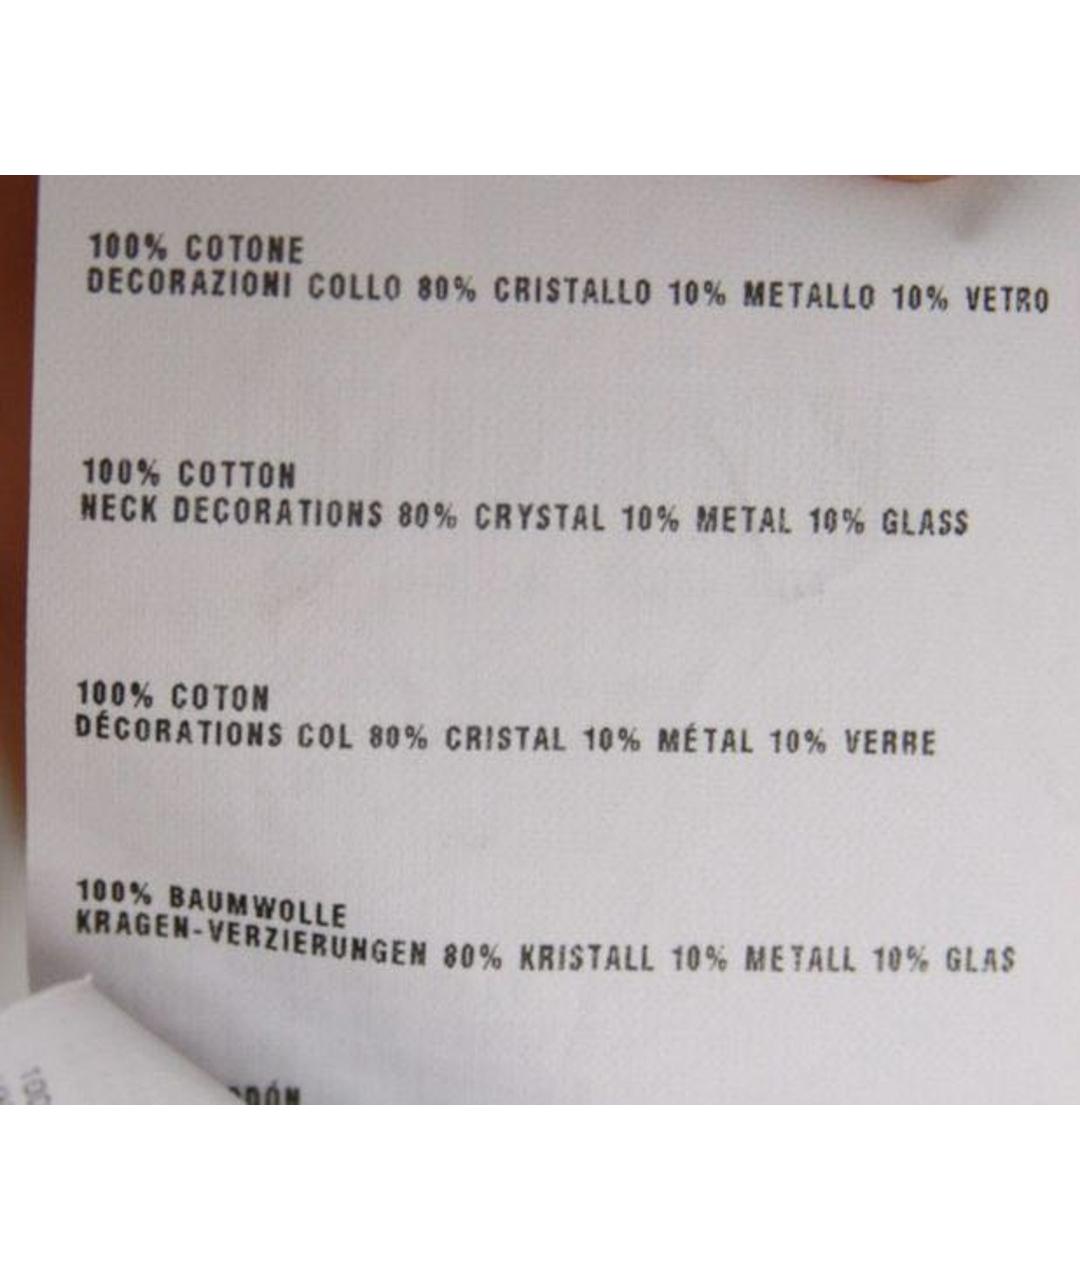 100% COTONE
DECORAZIONI COLLO 80% CRISTALLO 10% METALLO 10% VETRO
100% COTTON
NECK DECORATIONS 80% CRYSTAL 10% METAL 10% GLASS
100% COTON
DÉCORATIONS COL 80% CRISTAL 10% MÉTAL 10% VERRE
100% BAUMWOLLE
KRAGEN-VERZIERUNGEN 80% KRISTALL 10% METALL 10% GLAS